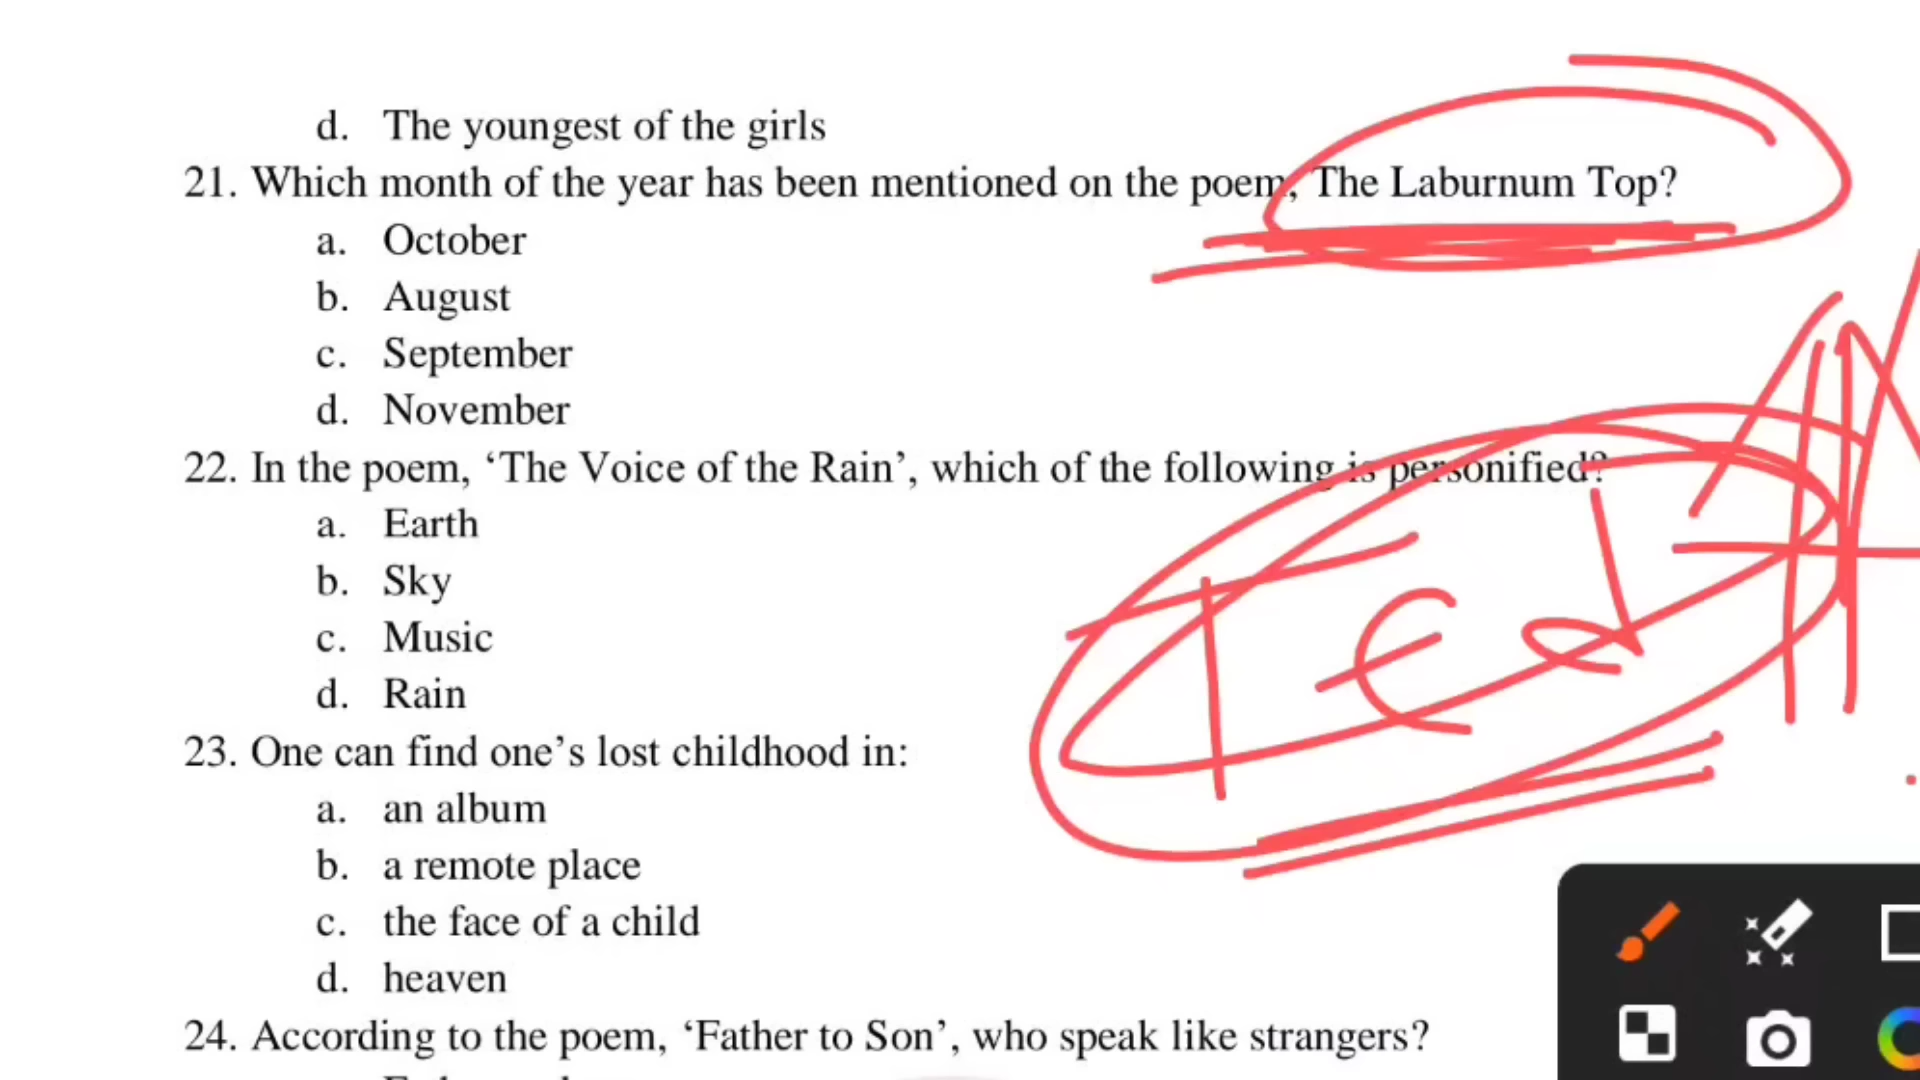 d. The youngest of the girls
21. Which month of the year has been mentioned on the poem, The Laburnum Top?
a. October
b. August
c. September
d. November
22. In the poem, ‘The Voice of the Rain’, which of the following is personified?
a. Earth
b. Sky
c. Music
d. Rain
Ted
23. One can find one’s lost childhood in:
a. an album
b. a remote place
c. the face of a child
d. heaven
24. According to the poem, ‘Father to Son’, who speak like strangers?